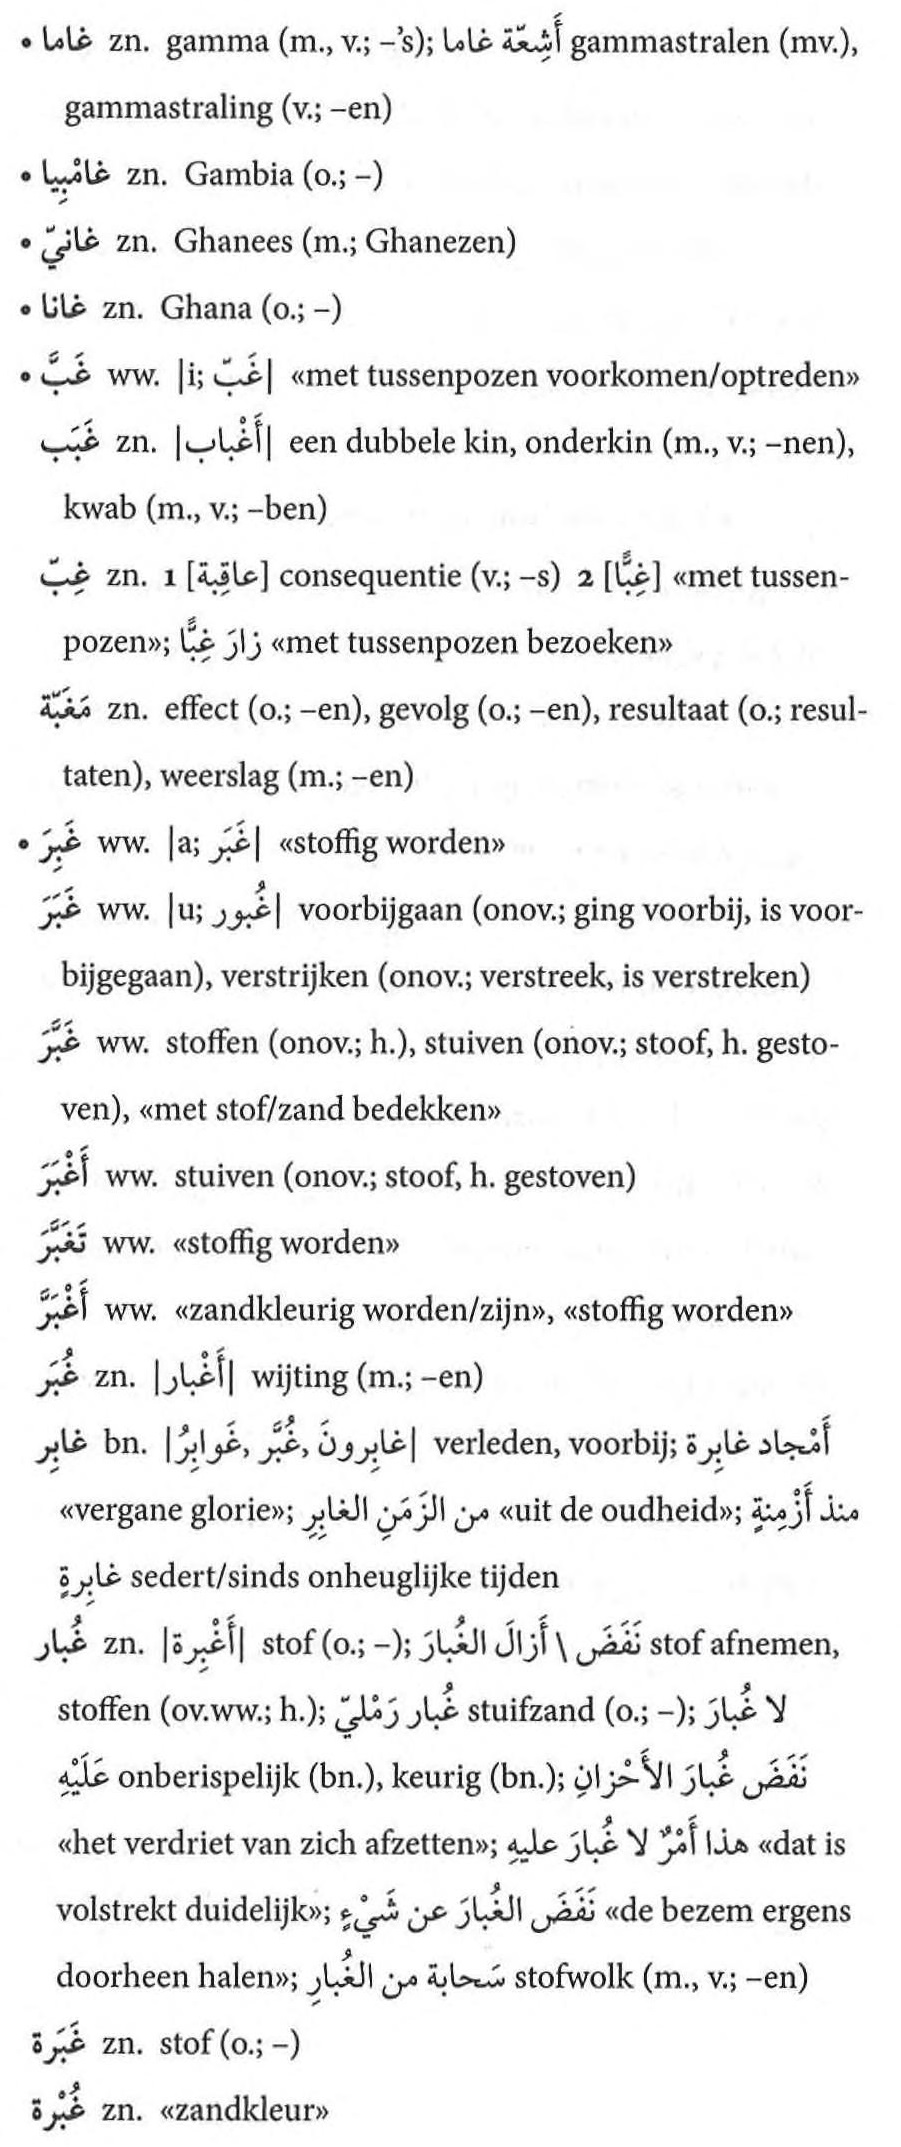 • غاما zn. gamma (m., v.; –’s); أَشِعّة غاما gammastralen (mv.),
gammastraling (v.; –en)
• غامْبِيا zn. Gambia (o.; –)
• غانيّ zn. Ghanees (m.; Ghanezen)
• غانا zn. Ghana (o.; –)
• غَبَّ ww. |i; غَبّ| «met tussenpozen voorkomen/optreden»
غَبَب zn. |أَغْباب| een dubbele kin, onderkin (m., v.; –nen),
kwab (m., v.; –ben)
غِبّ zn. 1 [عاقِبة] consequentie (v.; –s) 2 [غِبًّا] «met tussen-
pozen»; زارَ غِبًّا «met tussenpozen bezoeken»
مَغَبّة zn. effect (o.; –en), gevolg (o.; –en), resultaat (o.; resul-
taten), weerslag (m.; –en)
• غَبِرَ ww. |a; غَبَر| «stoffig worden»
غَبَرَ ww. |u; غُبور| voorbijgaan (onov.; ging voorbij, is voor-
bijgegaan), verstrijken (onov.; verstreek, is verstreken)
غَبَّرَ ww. stoffen (onov.; h.), stuiven (onov.; stoof, h. gesto-
ven), «met stof/zand bedekken»
أَغْبَرَ ww. stuiven (onov.; stoof, h. gestoven)
تَغَبَّرَ ww. «stoffig worden»
أَغْبَرَّ ww. «zandkleurig worden/zijn», «stoffig worden»
غُبَر zn. |أَغْبار| wijting (m.; –en)
غابِر bn. |غابِرونَ, غُبَّر, غَوابِرُ| verleden, voorbij; أَمْجاد غابِرة
«vergane glorie»; من الزَمَنِ الغابِرِ «uit de oudheid»; منذ أَزْمِنةٍ
غابِرةٍ sedert/sinds onheuglijke tijden
غُبار zn. |أَغْبِرة| stof (o.; –); نَفَضَ \ أَزالَ الغُبارَ stof afnemen,
stoffen (ov.ww.; h.); غُبار رَمْليّ stuifzand (o.; –); لا غُبارَ
عَلَيْهِ onberispelijk (bn.), keurig (bn.); نَفَضَ غُبارَ الأَحْزانِ
«het verdriet van zich afzetten»; هذا أَمْرٌ لا غُبارَ عليهِ «dat is
volstrekt duidelijk»; نَفَضَ الغُبارَ عن شَيْءٍ «de bezem ergens
doorheen halen»; سَحابة من الغُبارِ stofwolk (m., v.; –en)
غَبَرة zn. stof (o.; –)
غُبْرة zn. «zandkleur»